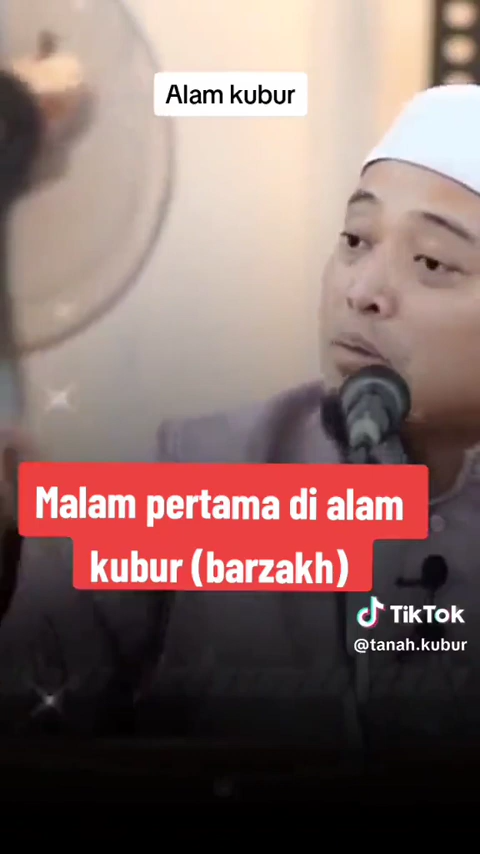 Alam kubur
Malam pertama di alam
kubur (barzakh)
TikTok
@tanah.kubur